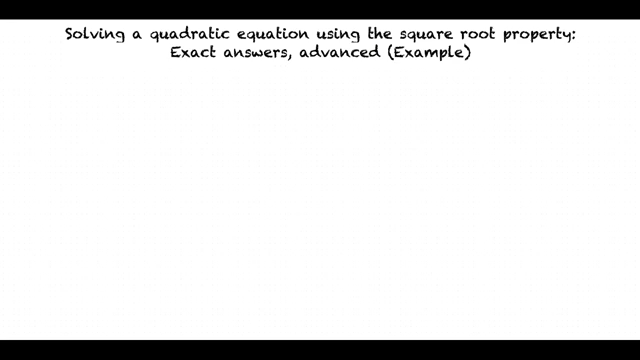 Solving a quadratic equation using the square root property:
Exact answers, advanced (Example)